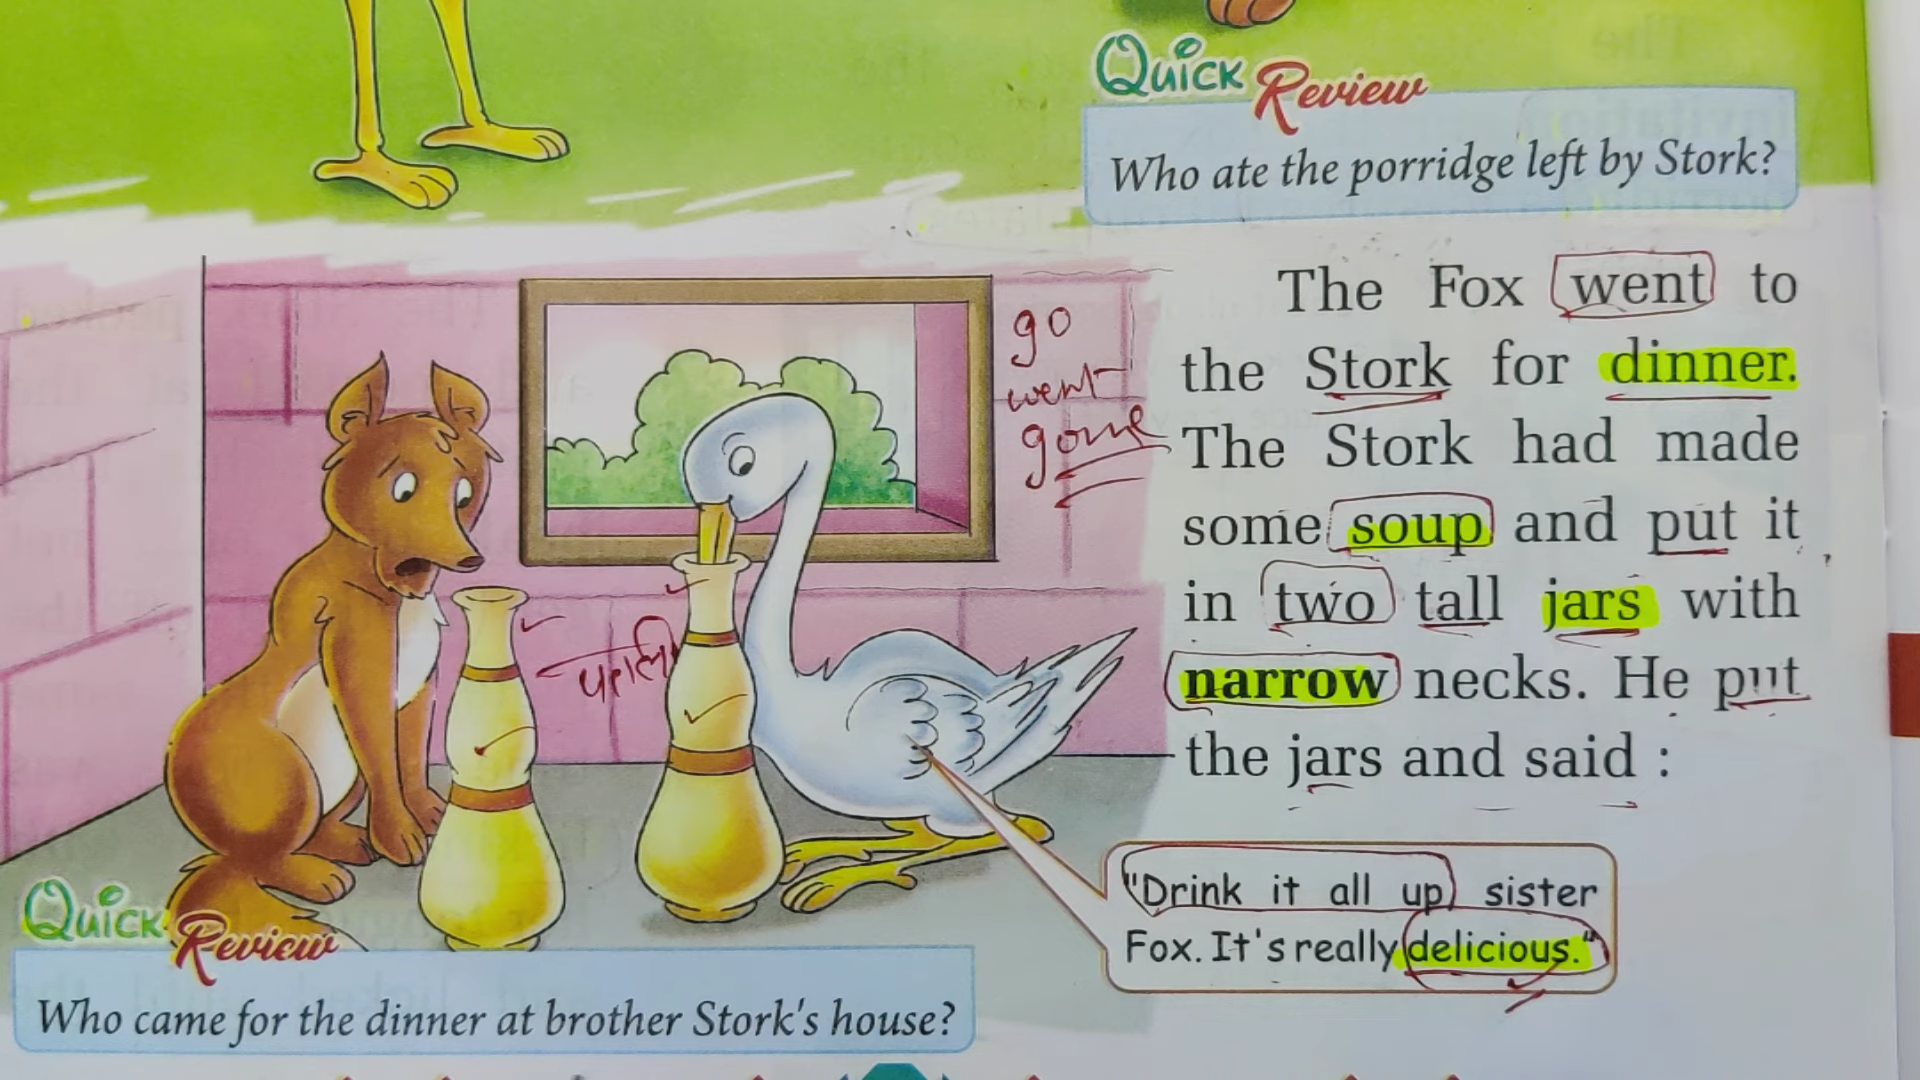 Quick Review
Who ate the porridge left by Stork?
The Fox went to
the Stork for dinner.
The Stork had made
some soup and put it
in two tall jars with
narrow necks. He put
the jars and said :
go
went
gone
"Drink it all up sister
Fox. It's really delicious."
Quick Review
Who came for the dinner at brother Stork's house?